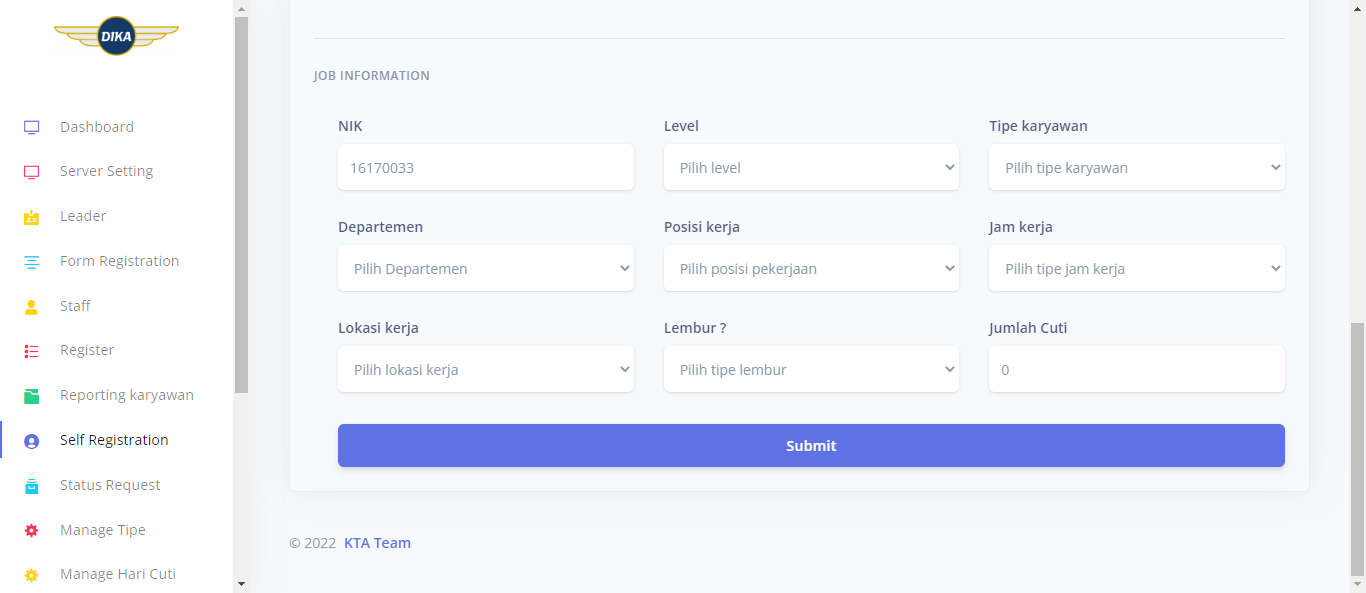 DIKA
Dashboard
Server Setting
Leader
Form Registration
Staff
Register
Reporting karyawan
Self Registration
Status Request
Manage Tipe
Manage Hari Cuti
JOB INFORMATION
NIK
16170033
Level
Pilih level
Tipe karyawan
Pilih tipe karyawan
Departemen
Pilih Departemen
Posisi kerja
Pilih posisi pekerjaan
Jam kerja
Pilih tipe jam kerja
Lokasi kerja
Pilih lokasi kerja
Lembur ?
Pilih tipe lembur
Jumlah Cuti
0
Submit
© 2022 KTA Team